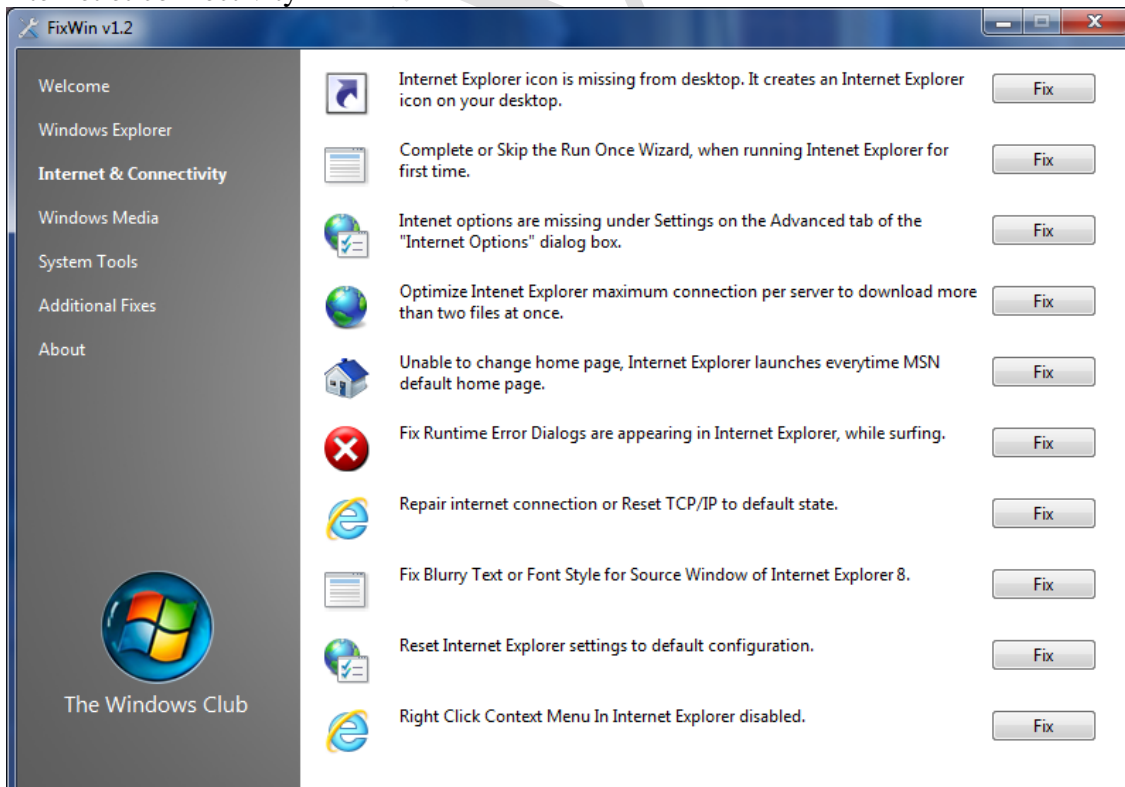 FixWin v1.2
Welcome
Windows Explorer
Internet & Connectivity
Windows Media
System Tools
Additional Fixes
About
The Windows Club
Internet Explorer icon is missing from desktop. It creates an Internet Explorer
icon on your desktop.
Fix
Complete or Skip the Run Once Wizard, when running Intenet Explorer for
first time.
Fix
Intenet options are missing under Settings on the Advanced tab of the
"Internet Options" dialog box.
Fix
Optimize Intenet Explorer maximum connection per server to download more
than two files at once.
Fix
Unable to change home page, Internet Explorer launches everytime MSN
default home page.
Fix
Fix Runtime Error Dialogs are appearing in Internet Explorer, while surfing.
Fix
Repair internet connection or Reset TCP/IP to default state.
Fix
Fix Blurry Text or Font Style for Source Window of Internet Explorer 8.
Fix
Reset Internet Explorer settings to default configuration.
Fix
Right Click Context Menu In Internet Explorer disabled.
Fix